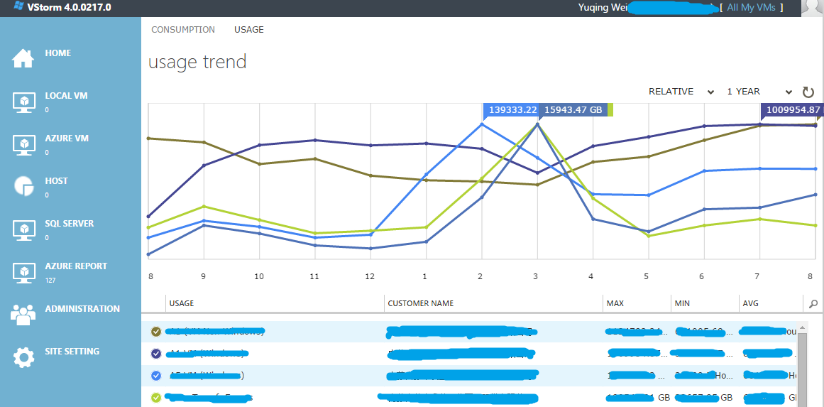 VStorm 4.0.0217.0
Yuqing Wei [ All My VMs ]
CONSUMPTION USAGE
HOME
usage trend
RELATIVE 1 YEAR
LOCAL VM
0
139333.22 15943.47 GB 1009954.87
AZURE VM
0
HOST
0
SQL SERVER
0
AZURE REPORT
127
8 9 10 11 12 1 2 3 4 5 6 7 8
USAGE CUSTOMER NAME MAX MIN AVG
ADMINISTRATION
SITE SETTING
GB GB